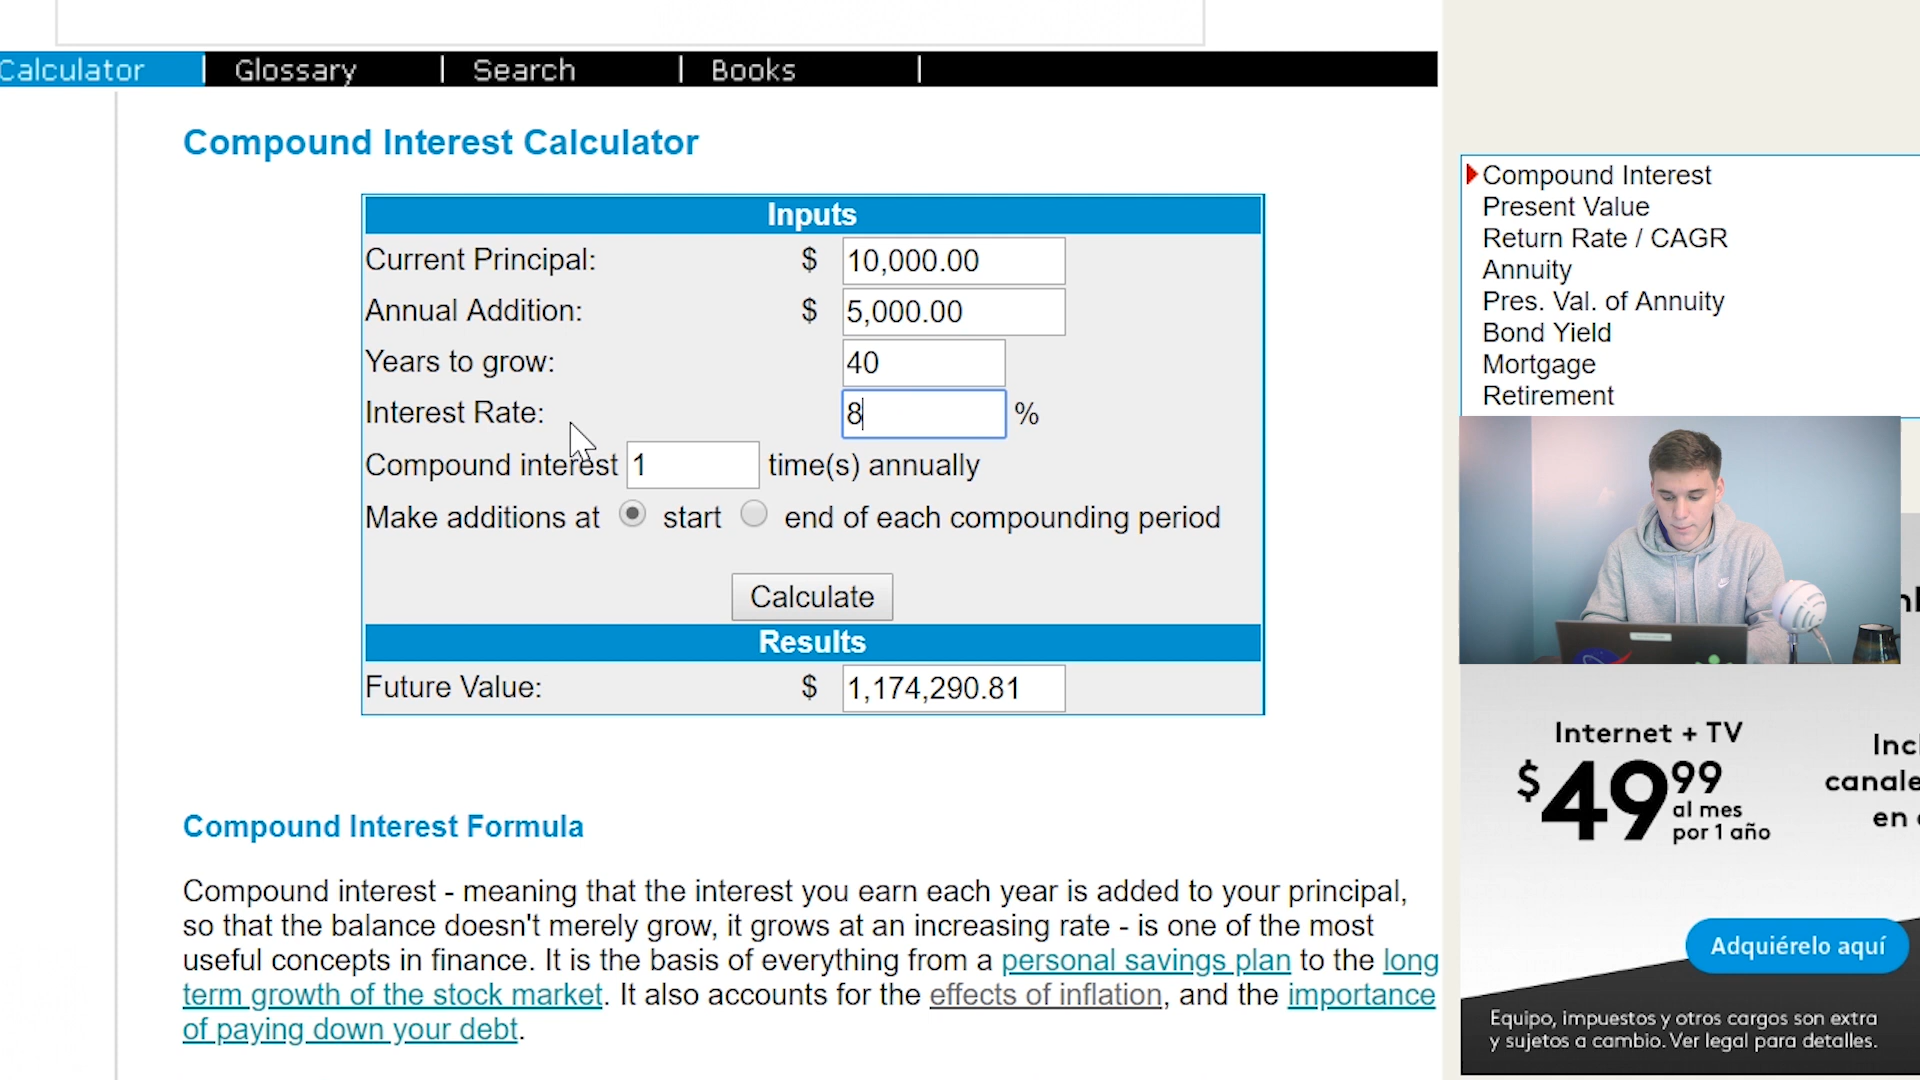 Calculator | Glossary | Search | Books |
Compound Interest Calculator
Inputs
Current Principal: $ 10,000.00
Annual Addition: $ 5,000.00
Years to grow: 40
Interest Rate: 8 %
Compound interest 1 time(s) annually
Make additions at start end of each compounding period
Calculate
Results
Future Value: $ 1,174,290.81
Compound Interest Formula
Compound interest - meaning that the interest you earn each year is added to your principal,
so that the balance doesn't merely grow, it grows at an increasing rate - is one of the most
useful concepts in finance. It is the basis of everything from a personal savings plan to the long
term growth of the stock market. It also accounts for the effects of inflation, and the importance
of paying down your debt.
Compound Interest
Present Value
Return Rate / CAGR
Annuity
Pres. Val. of Annuity
Bond Yield
Mortgage
Retirement
Internet + TV
$49⁹⁹
al mes
por 1 año
Incl
canale
en
Adquiérelo aquí
Equipo, impuestos y otros cargos son extra
y sujetos a cambio. Ver legal para detalles.